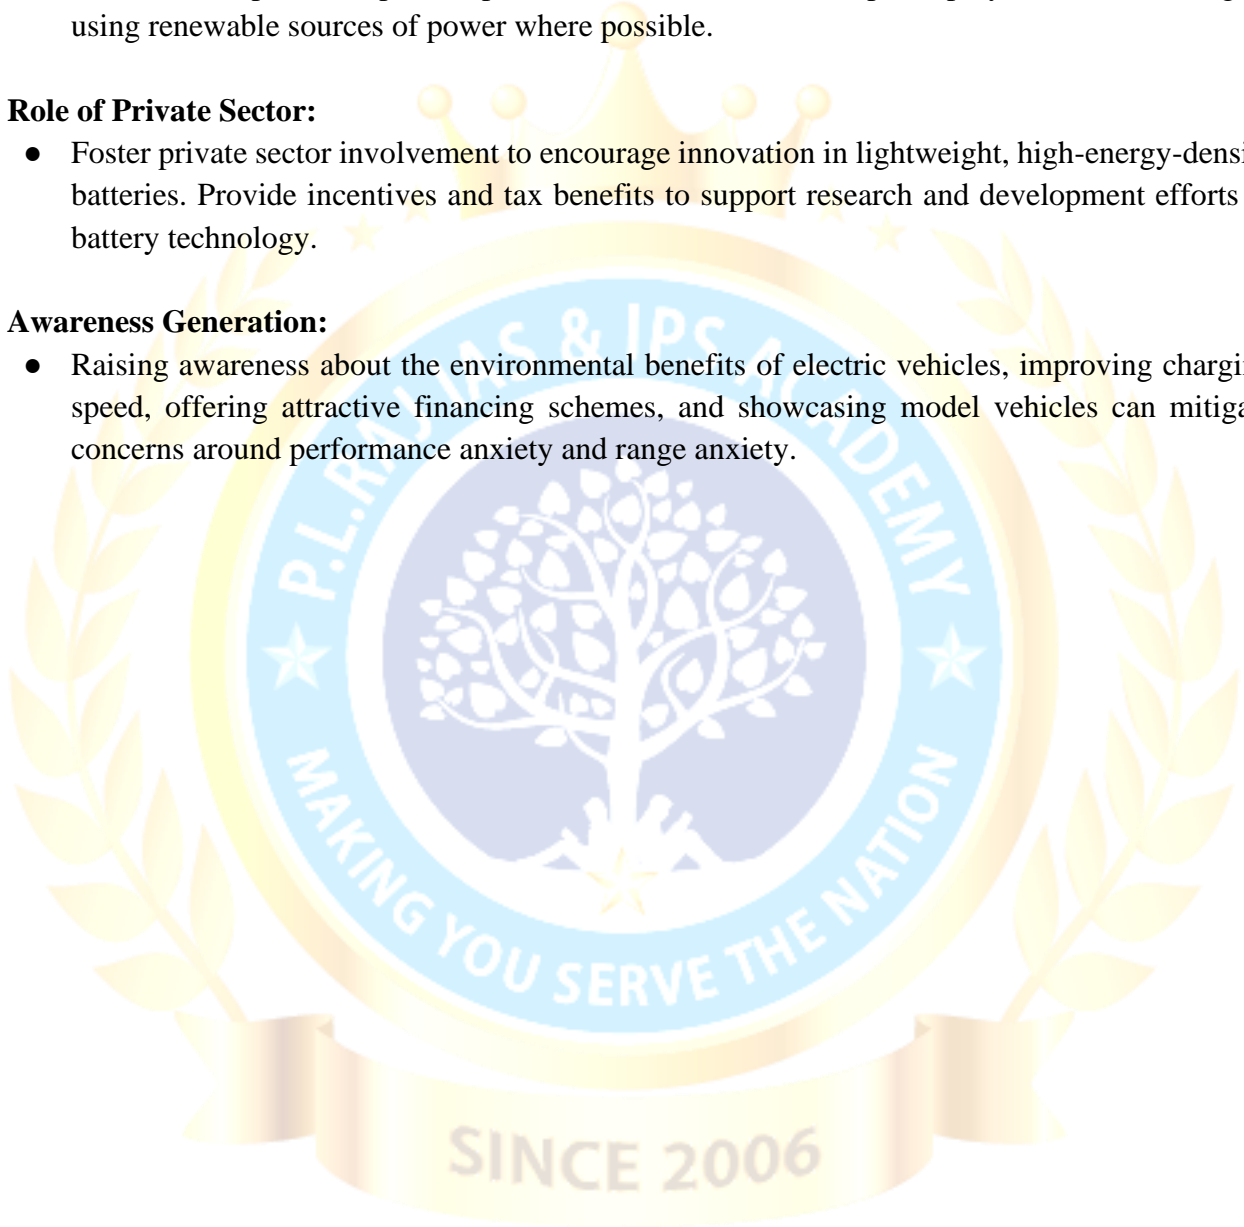 using renewable sources of power where possible.
Role of Private Sector:
● Foster private sector involvement to encourage innovation in lightweight, high-energy-densi
batteries. Provide incentives and tax benefits to support research and development efforts
battery technology.
Awareness Generation:
● Raising awareness about the environmental benefits of electric vehicles, improving chargin
speed, offering attractive financing schemes, and showcasing model vehicles can mitiga
concerns around performance anxiety and range anxiety.
P.L.RAJ IAS & IPS ACADEMY
MAKING YOU SERVE THE NATION
SINCE 2006